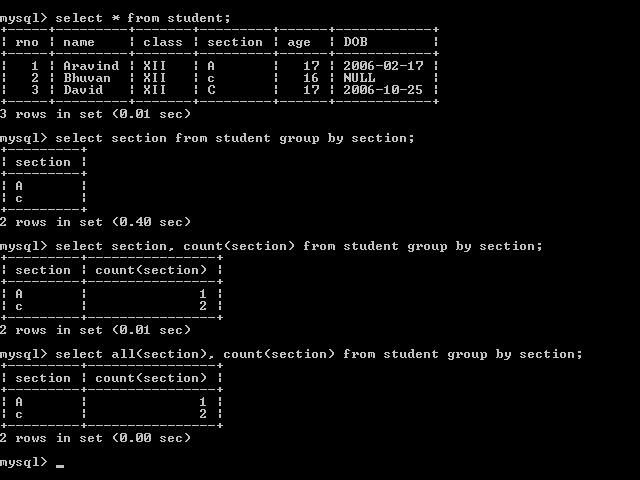 mysql> select * from student;
+------+----------+-------+---------+------+------------+
| rno  | name     | class | section | age  | DOB        |
+------+----------+-------+---------+------+------------+
|    1 | Aravind  | XII   | A       |   17 | 2006-02-17 |
|    2 | Bhuvan   | XII   | c       |   16 | NULL       |
|    3 | David    | XII   | C       |   17 | 2006-10-25 |
+------+----------+-------+---------+------+------------+
3 rows in set (0.01 sec)
mysql> select section from student group by section;
+---------+
| section |
+---------+
| A       |
| c       |
+---------+
2 rows in set (0.40 sec)
mysql> select section, count(section) from student group by section;
+---------+----------------+
| section | count(section) |
+---------+----------------+
| A       |              1 |
| c       |              2 |
+---------+----------------+
2 rows in set (0.01 sec)
mysql> select all(section), count(section) from student group by section;
+---------+----------------+
| section | count(section) |
+---------+----------------+
| A       |              1 |
| c       |              2 |
+---------+----------------+
2 rows in set (0.00 sec)
mysql> _